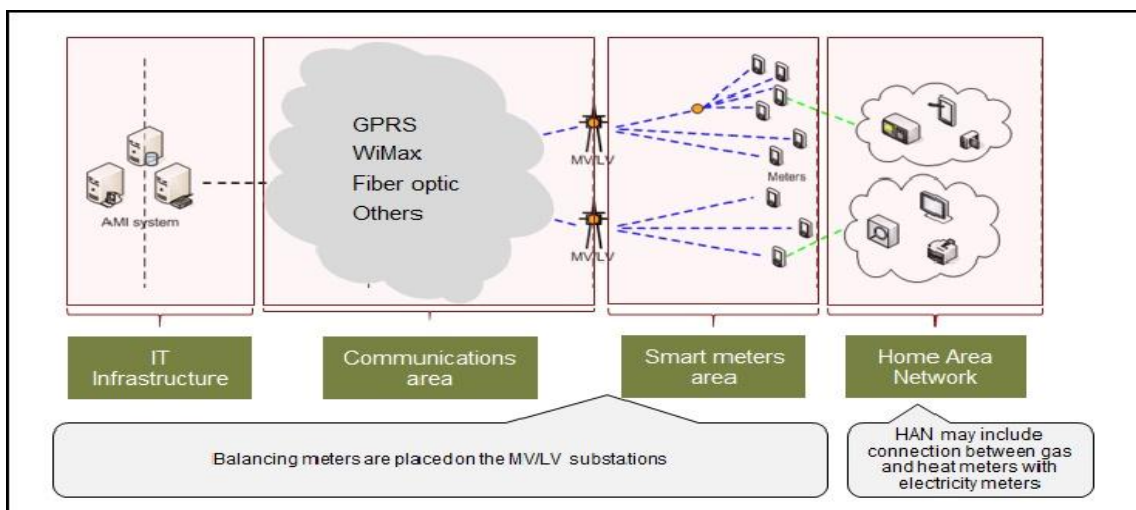 GPRS
WiMax
Fiber optic
Others
AMI system
MV/LV
MV/LV
Meters
IT
Infrastructure
Communications
area
Smart meters
area
Home Area
Network
Balancing meters are placed on the MV/LV substations
HAN may include
connection between gas
and heat meters with
electricity meters